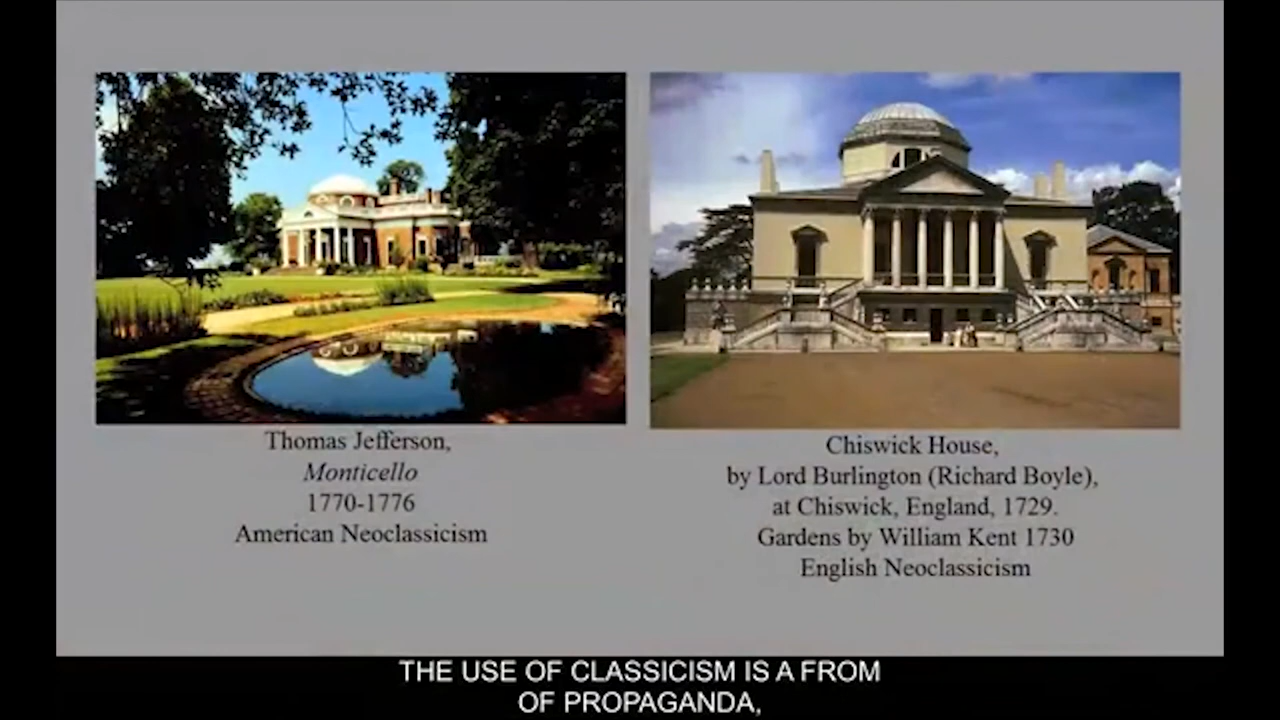 Thomas Jefferson,
Monticello
1770-1776
American Neoclassicism
Chiswick House,
by Lord Burlington (Richard Boyle),
at Chiswick, England, 1729.
Gardens by William Kent 1730
English Neoclassicism
THE USE OF CLASSICISM IS A FROM
OF PROPAGANDA,